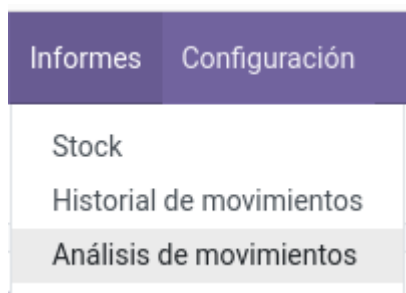 Informes Configuración
Stock
Historial de movimientos
Análisis de movimientos